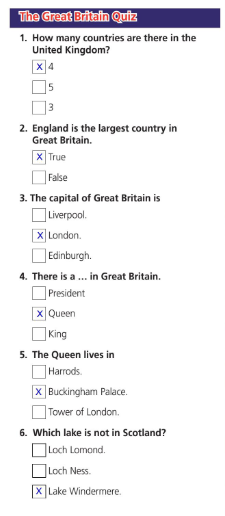 The Great Britain Quiz
1. How many countries are there in the
United Kingdom?
X 4
5
3
2. England is the largest country in
Great Britain.
X True
False
3. The capital of Great Britain is
Liverpool.
X London.
Edinburgh.
4. There is a ... in Great Britain.
President
X Queen
King
5. The Queen lives in
Harrods.
X Buckingham Palace.
Tower of London.
6. Which lake is not in Scotland?
Loch Lomond.
Loch Ness.
X Lake Windermere.